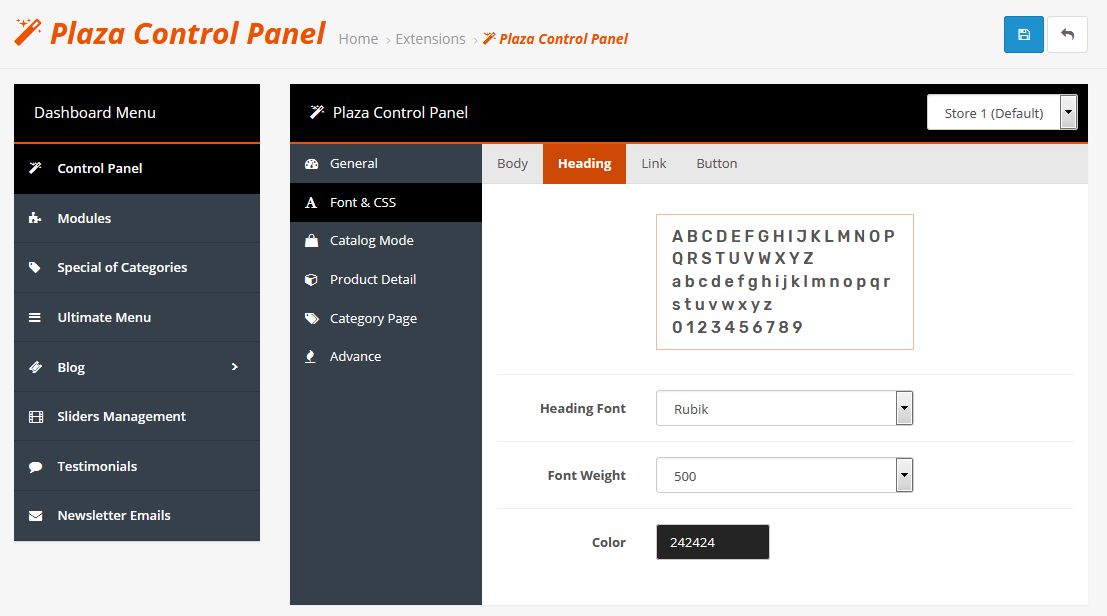 Plaza Control Panel Home › Extensions › Plaza Control Panel
Dashboard Menu
Control Panel
Modules
Special of Categories
Ultimate Menu
Blog
Sliders Management
Testimonials
Newsletter Emails
Plaza Control Panel
Store 1 (Default)
General
Font & CSS
Catalog Mode
Product Detail
Category Page
Advance
Body Heading Link Button
A B C D E F G H I J K L M N O P
Q R S T U V W X Y Z
a b c d e f g h i j k l m n o p q r
s t u v w x y z
0 1 2 3 4 5 6 7 8 9
Heading Font Rubik
Font Weight 500
Color 242424